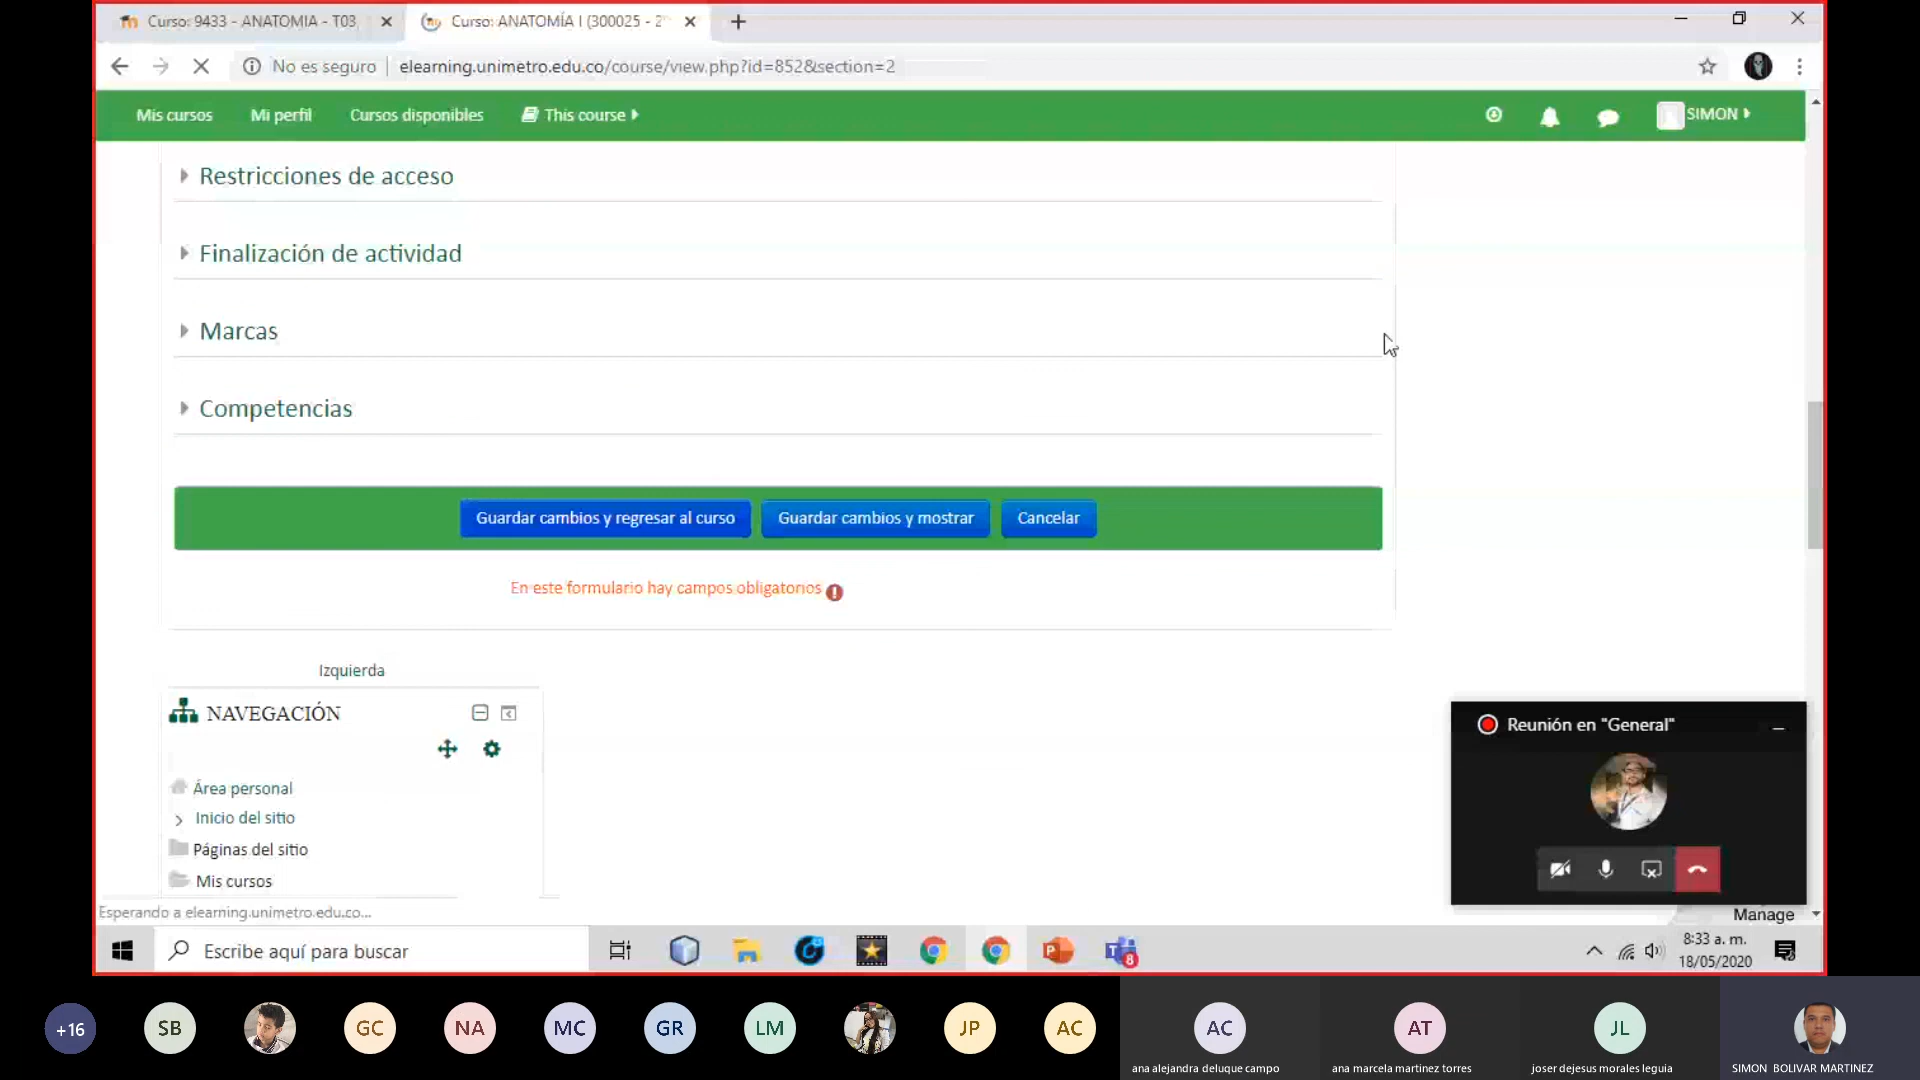 Curso: 9433 - ANATOMIA - T03
Curso: ANATOMÍA I (300025 - 2
No es seguro
elearning.unimetro.edu.co/course/view.php?id=852&section=2
Mis cursos
Mi perfil
Cursos disponibles
This course
SIMON
Restricciones de acceso
Finalización de actividad
Marcas
Competencias
Guardar cambios y regresar al curso
Guardar cambios y mostrar
Cancelar
En este formulario hay campos obligatorios
Izquierda
NAVEGACIÓN
Área personal
Inicio del sitio
Páginas del sitio
Mis cursos
Reunión en "General"
Esperando a elearning.unimetro.edu.co...
Manage
Escribe aquí para buscar
8
8:33 a. m.
18/05/2020
+16
SB
GC
NA
MC
GR
LM
JP
AC
AC
AT
JL
ana alejandra deluque campo
ana marcela martinez torres
joser dejesus morales leguia
SIMON BOLIVAR MARTINEZ